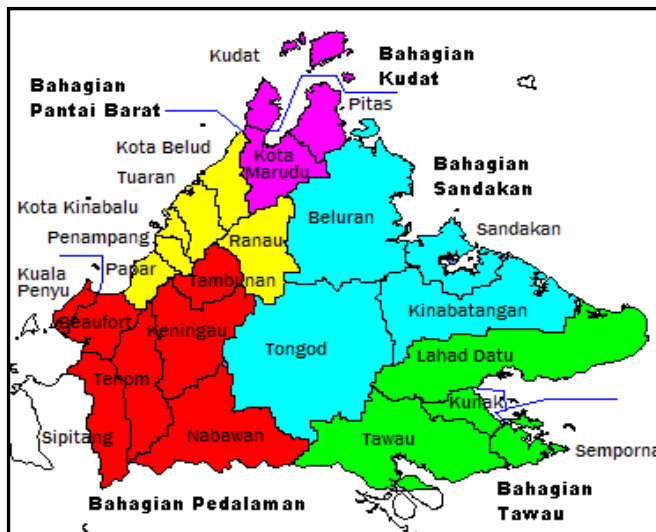 Kudat
Bahagian
Kudat
Bahagian
Pantai Barat
Pitas
Kota Belud
Kota
Marudu
Tuaran
Bahagian
Sandakan
Kota Kinabalu
Beluran
Sandakan
Penampang
Ranau
Kuala
Penyu
Papar
Tambunan
Kinabatangan
Beaufort
Keningau
Tongod
Lahad Datu
Tenom
Kunak
Sipitang
Nabawan
Tawau
Semporna
Bahagian Pedalaman
Bahagian
Tawau